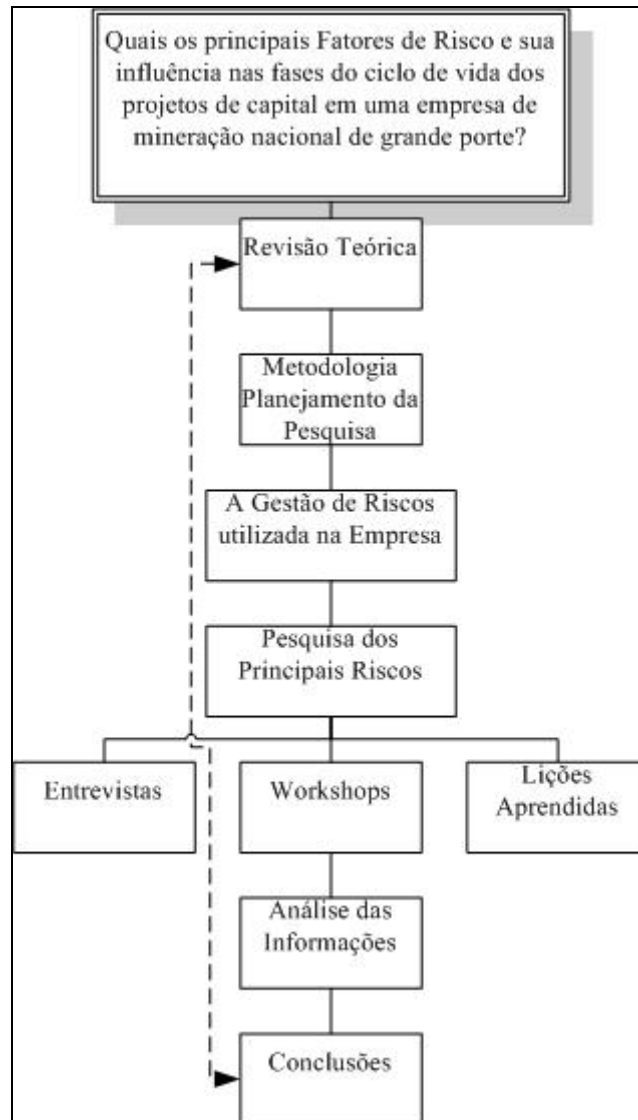 Quais os principais Fatores de Risco e sua
influência nas fases do ciclo de vida dos
projetos de capital em uma empresa de
mineração nacional de grande porte?
Revisão Teórica
Metodologia
Planejamento da
Pesquisa
A Gestão de Riscos
utilizada na Empresa
Pesquisa dos
Principais Riscos
Entrevistas
Workshops
Lições
Aprendidas
Análise das
Informações
Conclusões